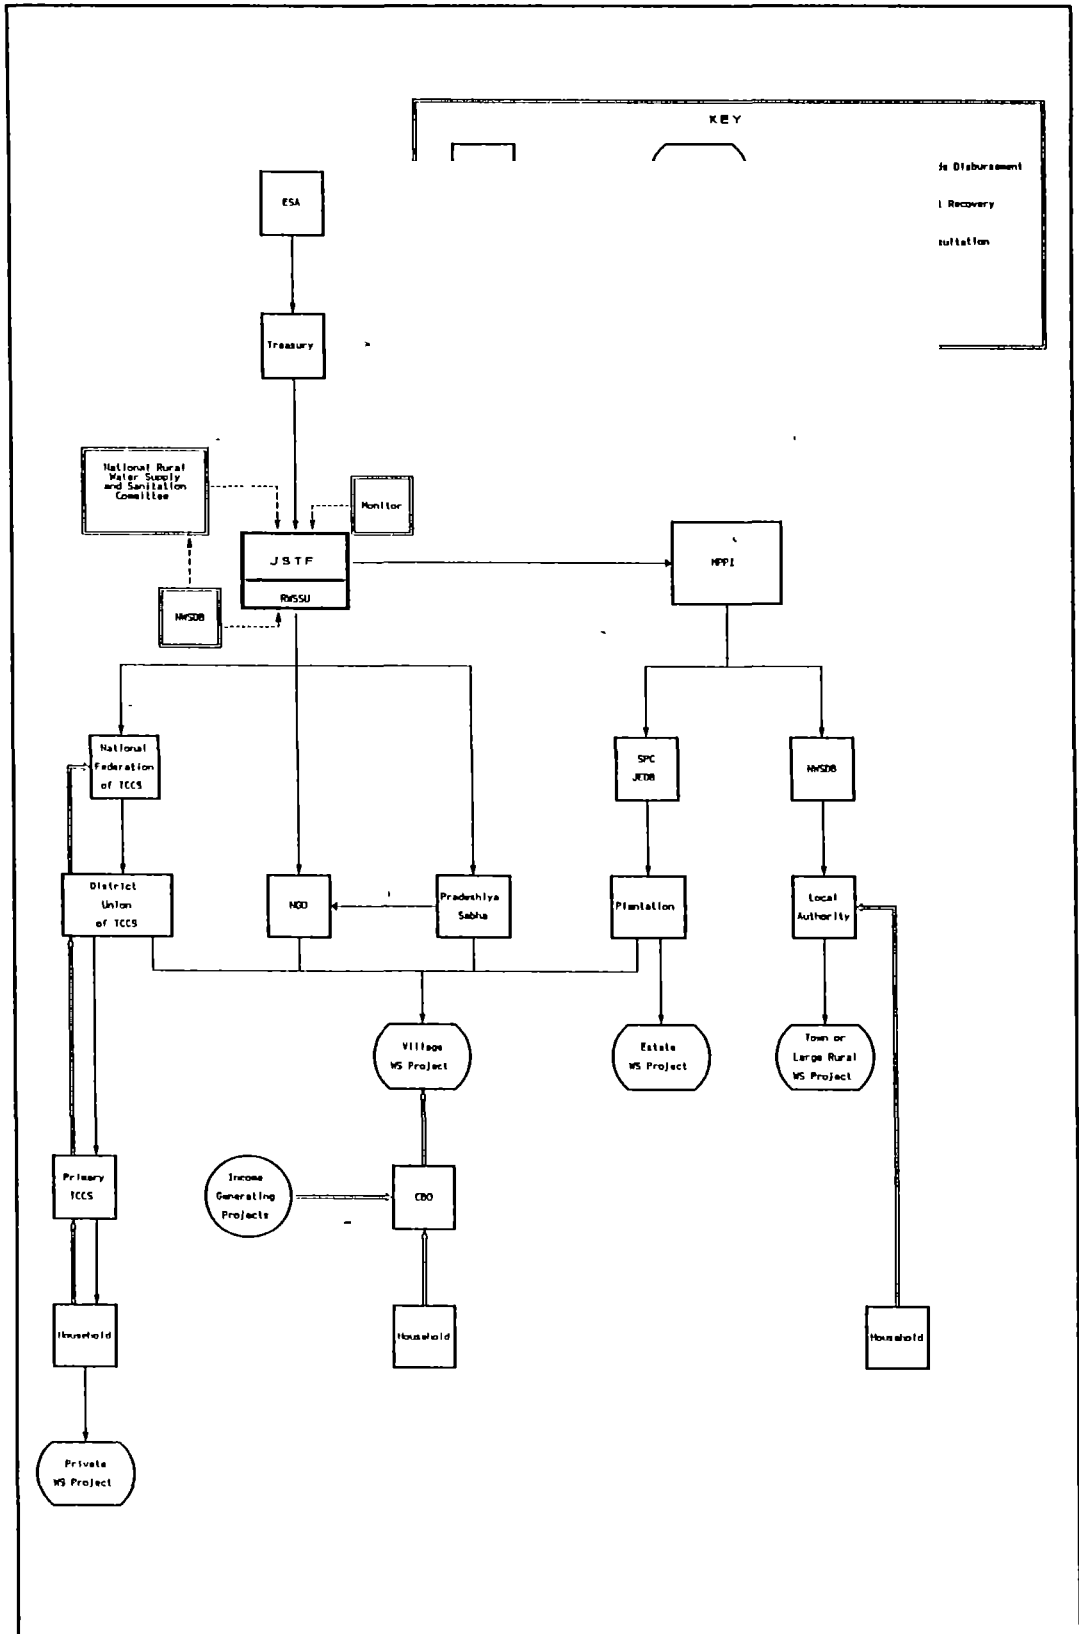 KEY
Disbursement
Recovery
ESA
Treasury
National Rural
Water Supply
and Sanitation
Committee
Monitor
JSTF
RWSSU
MPPI
NWSDB
National
Federation
of TCCS
SPC
JEDB
NWSDB
District
Union
of TCCS
NGO
Pradeshiya
Sabha
Plantation
Local
Authority
Village
WS Project
Estate
WS Project
Town or
Large Rural
WS Project
Primary
TCCS
Income
Generating
Projects
CBO
Household
Household
Household
Private
WS Project